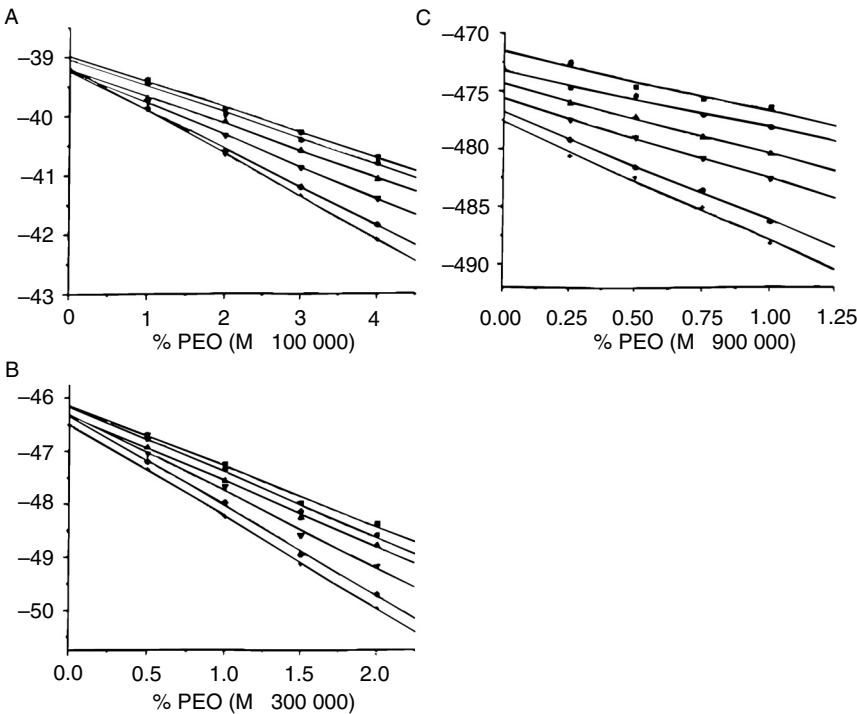 A
–39
–40
–41
–42
–43
0 1 2 3 4
% PEO (M 100 000)
C
–470
–475
–480
–485
–490
0.00 0.25 0.50 0.75 1.00 1.25
% PEO (M 900 000)
B
–46
–47
–48
–49
–50
0.0 0.5 1.0 1.5 2.0
% PEO (M 300 000)